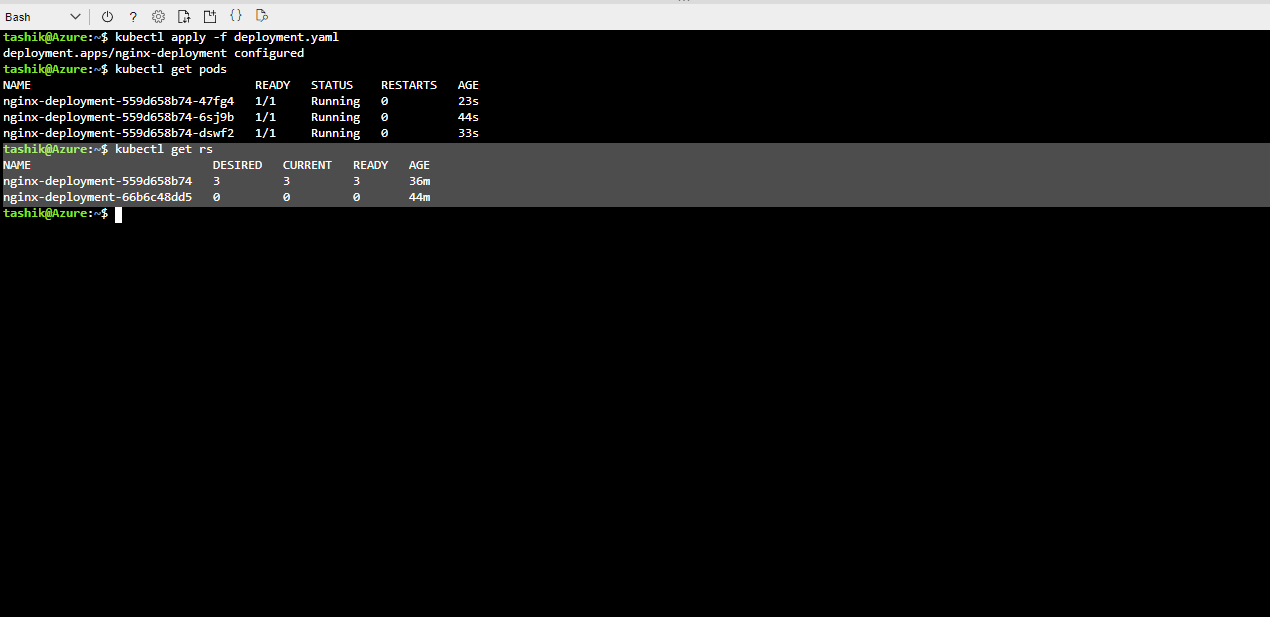 Bash
tashik@Azure:~$ kubectl apply -f deployment.yaml
deployment.apps/nginx-deployment configured
tashik@Azure:~$ kubectl get pods
NAME READY STATUS RESTARTS AGE
nginx-deployment-559d658b74-47fg4 1/1 Running 0 23s
nginx-deployment-559d658b74-6sj9b 1/1 Running 0 44s
nginx-deployment-559d658b74-dswf2 1/1 Running 0 33s
tashik@Azure:~$ kubectl get rs
NAME DESIRED CURRENT READY AGE
nginx-deployment-559d658b74 3 3 3 36m
nginx-deployment-66b6c48dd5 0 0 0 44m
tashik@Azure:~$